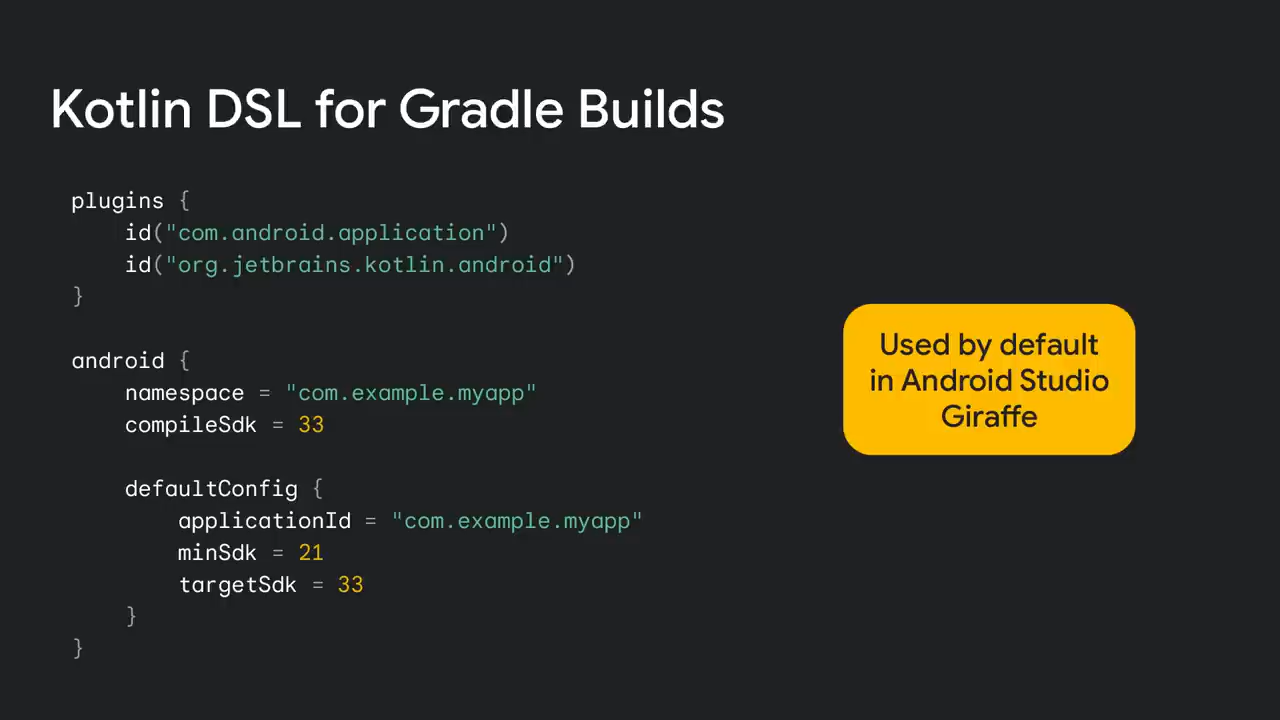 Kotlin DSL for Gradle Builds
plugins {
    id("com.android.application")
    id("org.jetbrains.kotlin.android")
}
android {
    namespace = "com.example.myapp"
    compileSdk = 33
    defaultConfig {
        applicationId = "com.example.myapp"
        minSdk = 21
        targetSdk = 33
    }
}
Used by default
in Android Studio
Giraffe